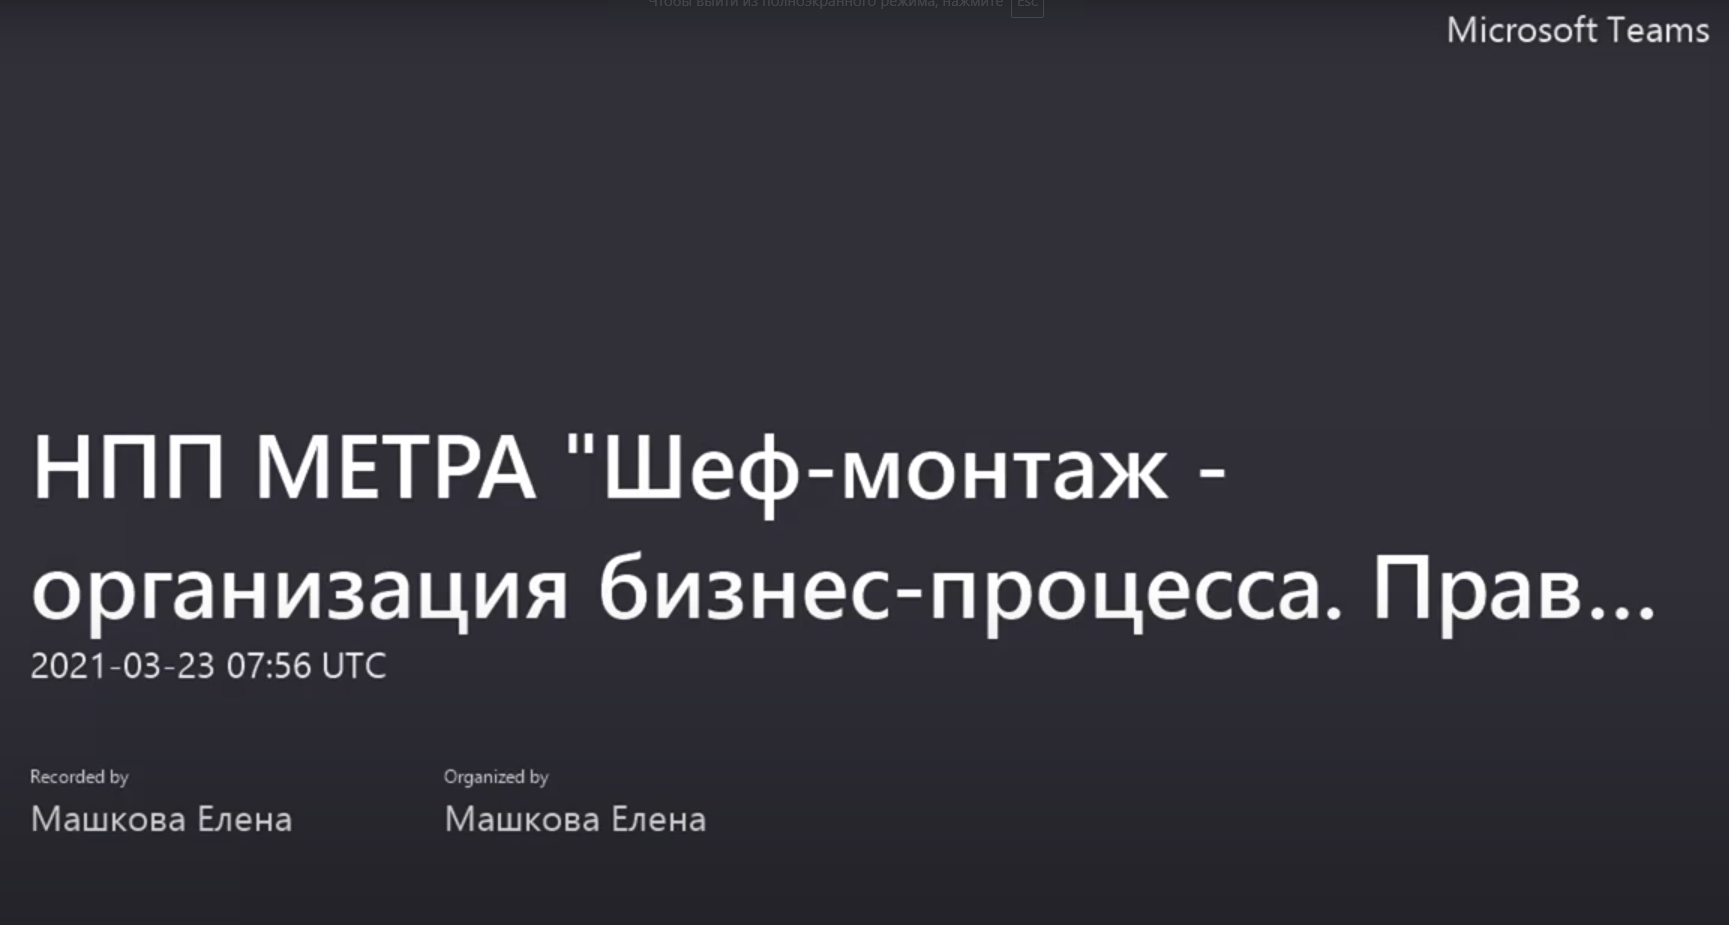 Чтобы выйти из полноэкранного режима, нажмите Esc
Microsoft Teams
НПП МЕТРА "Шеф-монтаж -
организация бизнес-процесса. Прав...
2021-03-23 07:56 UTC
Recorded by
Organized by
Машкова Елена
Машкова Елена